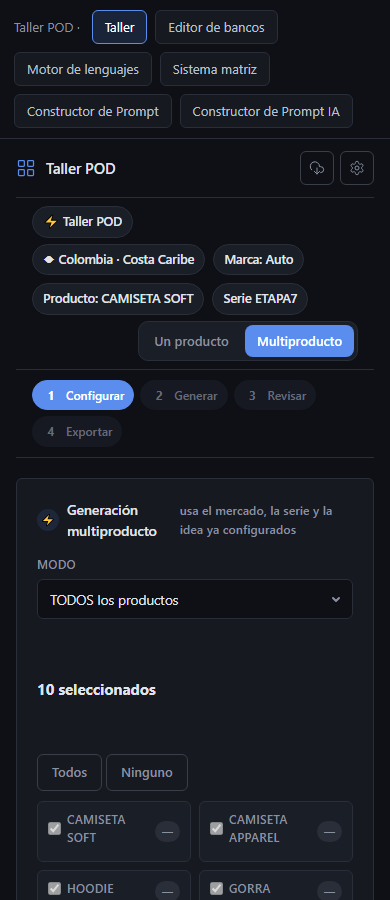 Taller POD · Taller Editor de bancos
Motor de lenguajes Sistema matriz
Constructor de Prompt Constructor de Prompt IA
Taller POD
Taller POD
Colombia · Costa Caribe Marca: Auto
Producto: CAMISETA SOFT Serie ETAPA7
Un producto Multiproducto
1 Configurar 2 Generar 3 Revisar
4 Exportar
Generación multiproducto
usa el mercado, la serie y la idea ya configurados
MODO
TODOS los productos
10 seleccionados
Todos Ninguno
CAMISETA SOFT —
CAMISETA APPAREL —
HOODIE — GORRA —